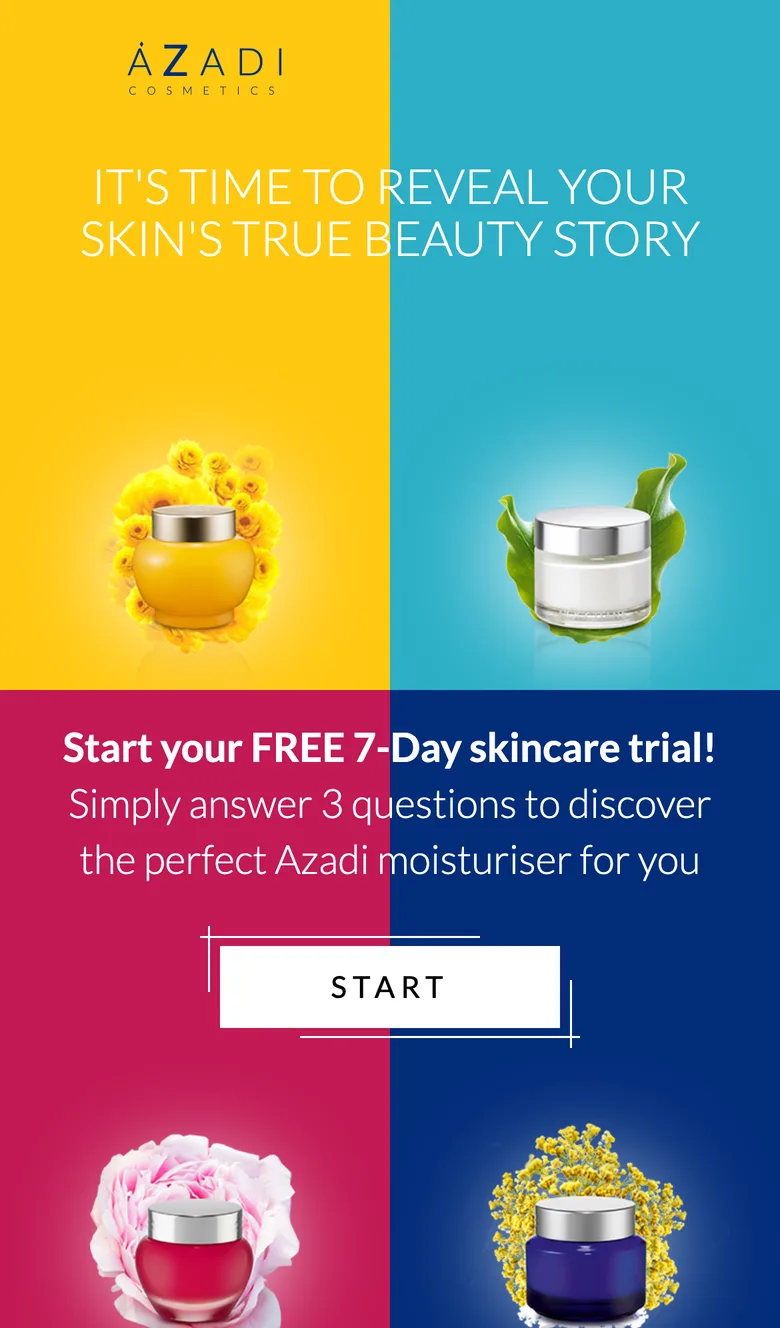 ÁZADI
COSMETICS
IT'S TIME TO REVEAL YOUR
SKIN'S TRUE BEAUTY STORY
Start your FREE 7-Day skincare trial!
Simply answer 3 questions to discover
the perfect Azadi moisturiser for you
START